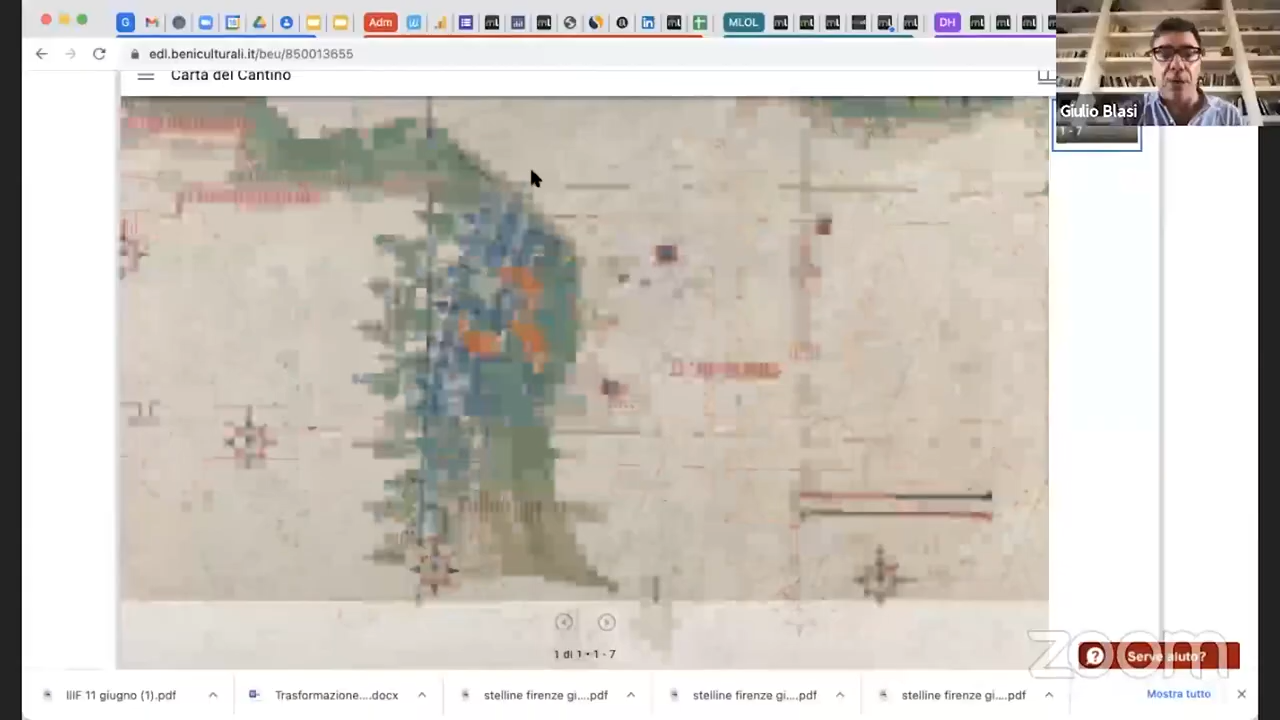 G
Adm
MLOL
DH
edl.beniculturali.it/beu/850013655
Carta del Cantino
Giulio Blasi
1 - 7
1 di 1 • 1 - 7
zoom
Serve aiuto?
IIIF 11 giugno (1).pdf
Trasformazione....docx
stelline firenze gi....pdf
stelline firenze gi....pdf
stelline firenze gi....pdf
Mostra tutto